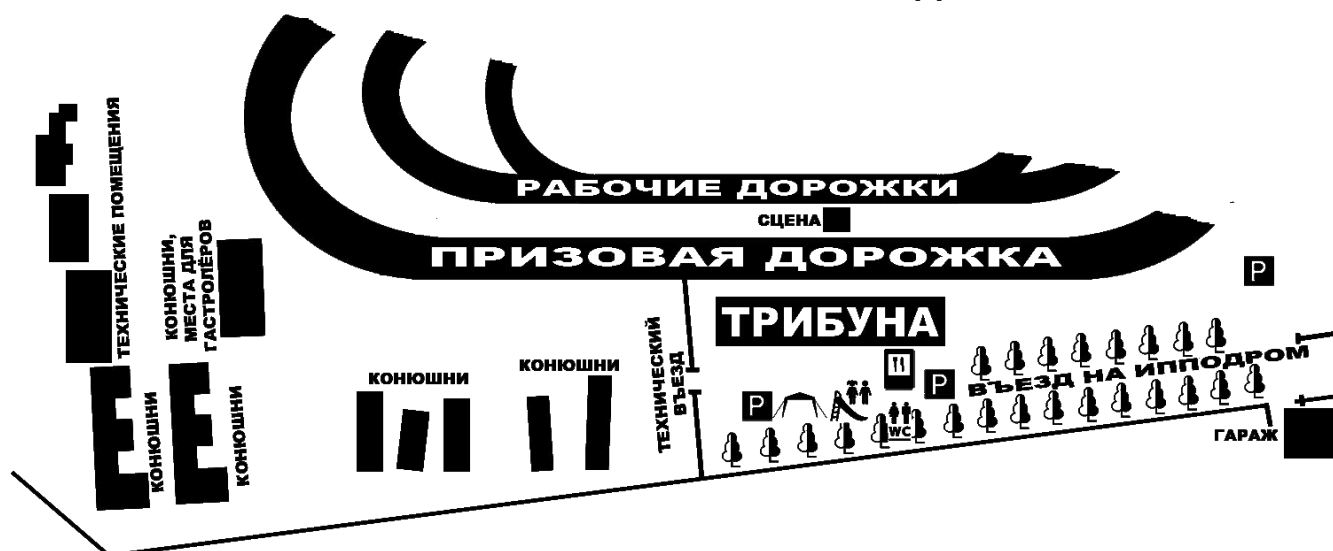 РАБОЧИЕ ДОРОЖКИ
СЦЕНА
ПРИЗОВАЯ ДОРОЖКА
ТЕХНИЧЕСКИЕ ПОМЕЩЕНИЯ
КОНЮШНИ,
МЕСТА ДЛЯ
ГАСТРОЛЁРОВ
P
ТРИБУНА
ТЕХНИЧЕСКИЙ
ВЪЕЗД
ВЪЕЗД НА ИППОДРОМ
КОНЮШНИ
КОНЮШНИ
P
P
КОНЮШНИ
КОНЮШНИ
WC
ГАРАЖ